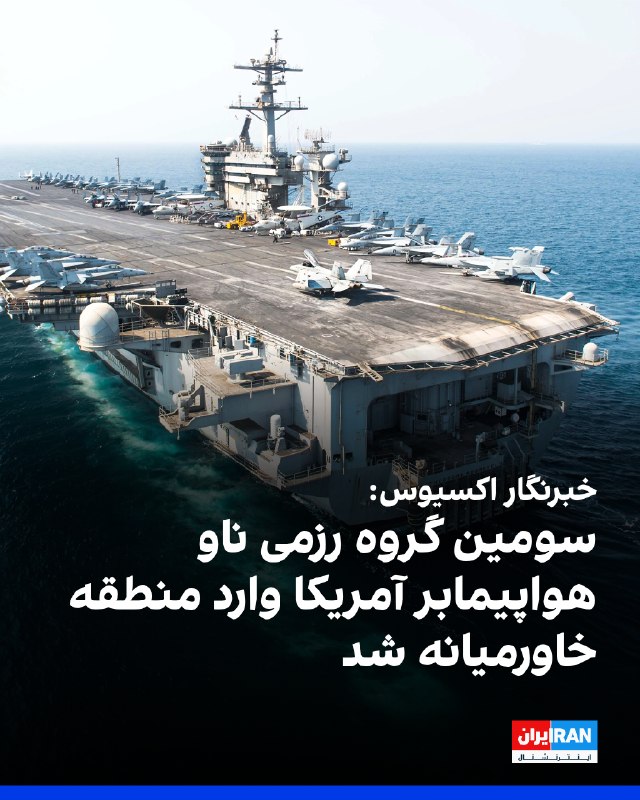 خبرنگار اکسیوس:
سومین گروه رزمی ناو
هواپیمابر آمریکا وارد منطقه
خاورمیانه شد
ایران IRAN
اینترنشنال